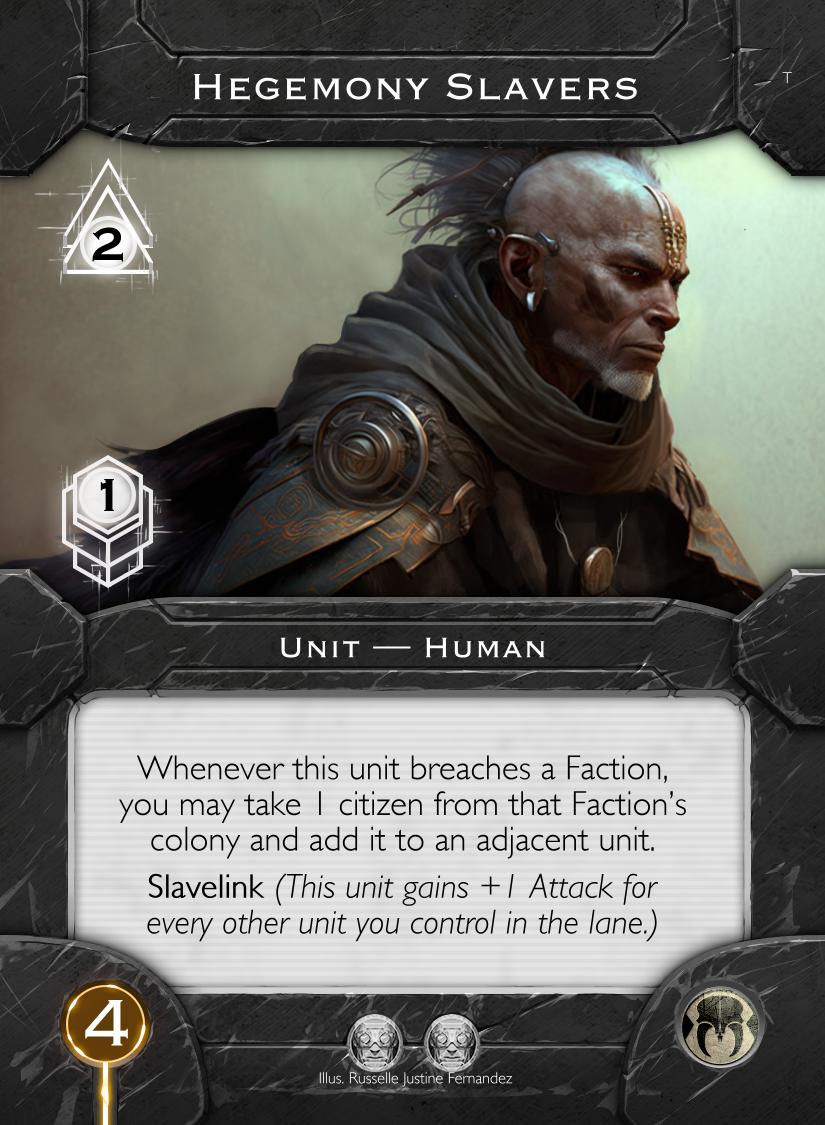 Hegemony Slavers
T
2
1
Unit — Human
Whenever this unit breaches a Faction,
you may take 1 citizen from that Faction's
colony and add it to an adjacent unit.
Slavelink (This unit gains +1 Attack for
every other unit you control in the lane.)
4
Illus. Russelle Justine Fernandez